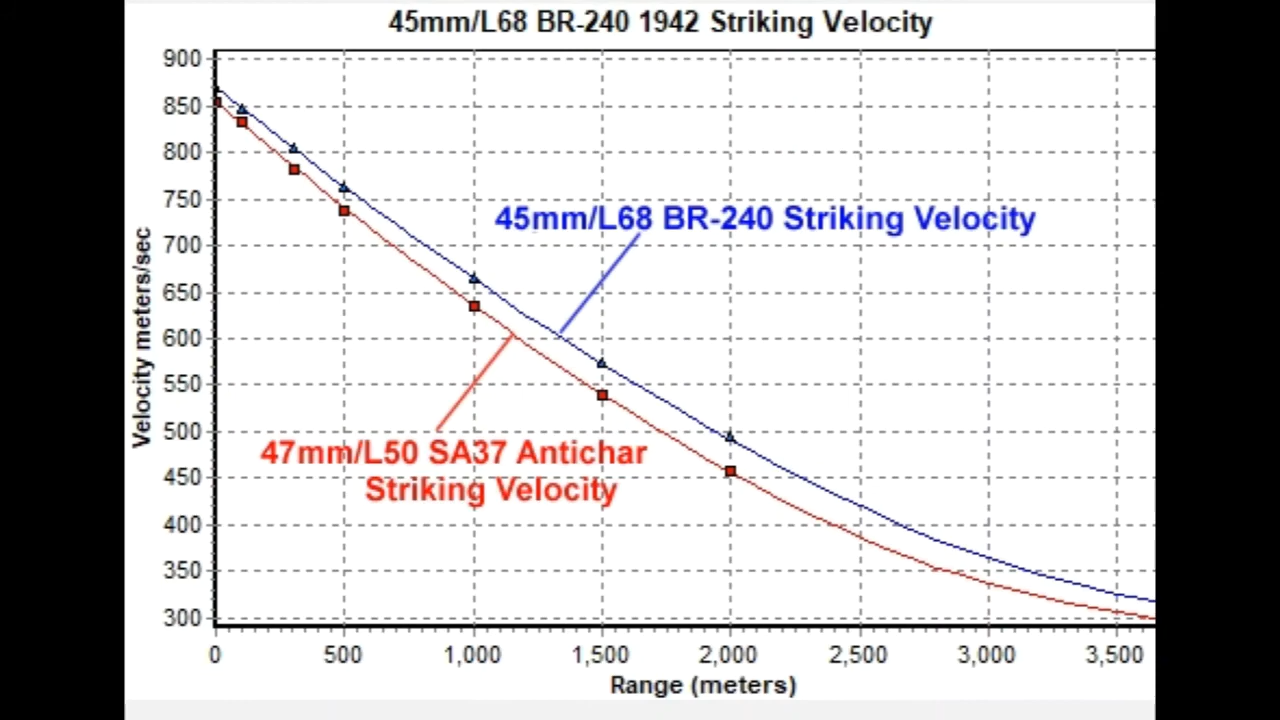 45mm/L68 BR-240 1942 Striking Velocity
900
850
800
750
700
650
600
550
500
450
400
350
300
Velocity meters/sec
45mm/L68 BR-240 Striking Velocity
47mm/L50 SA37 Antichar
Striking Velocity
0 500 1,000 1,500 2,000 2,500 3,000 3,500
Range (meters)